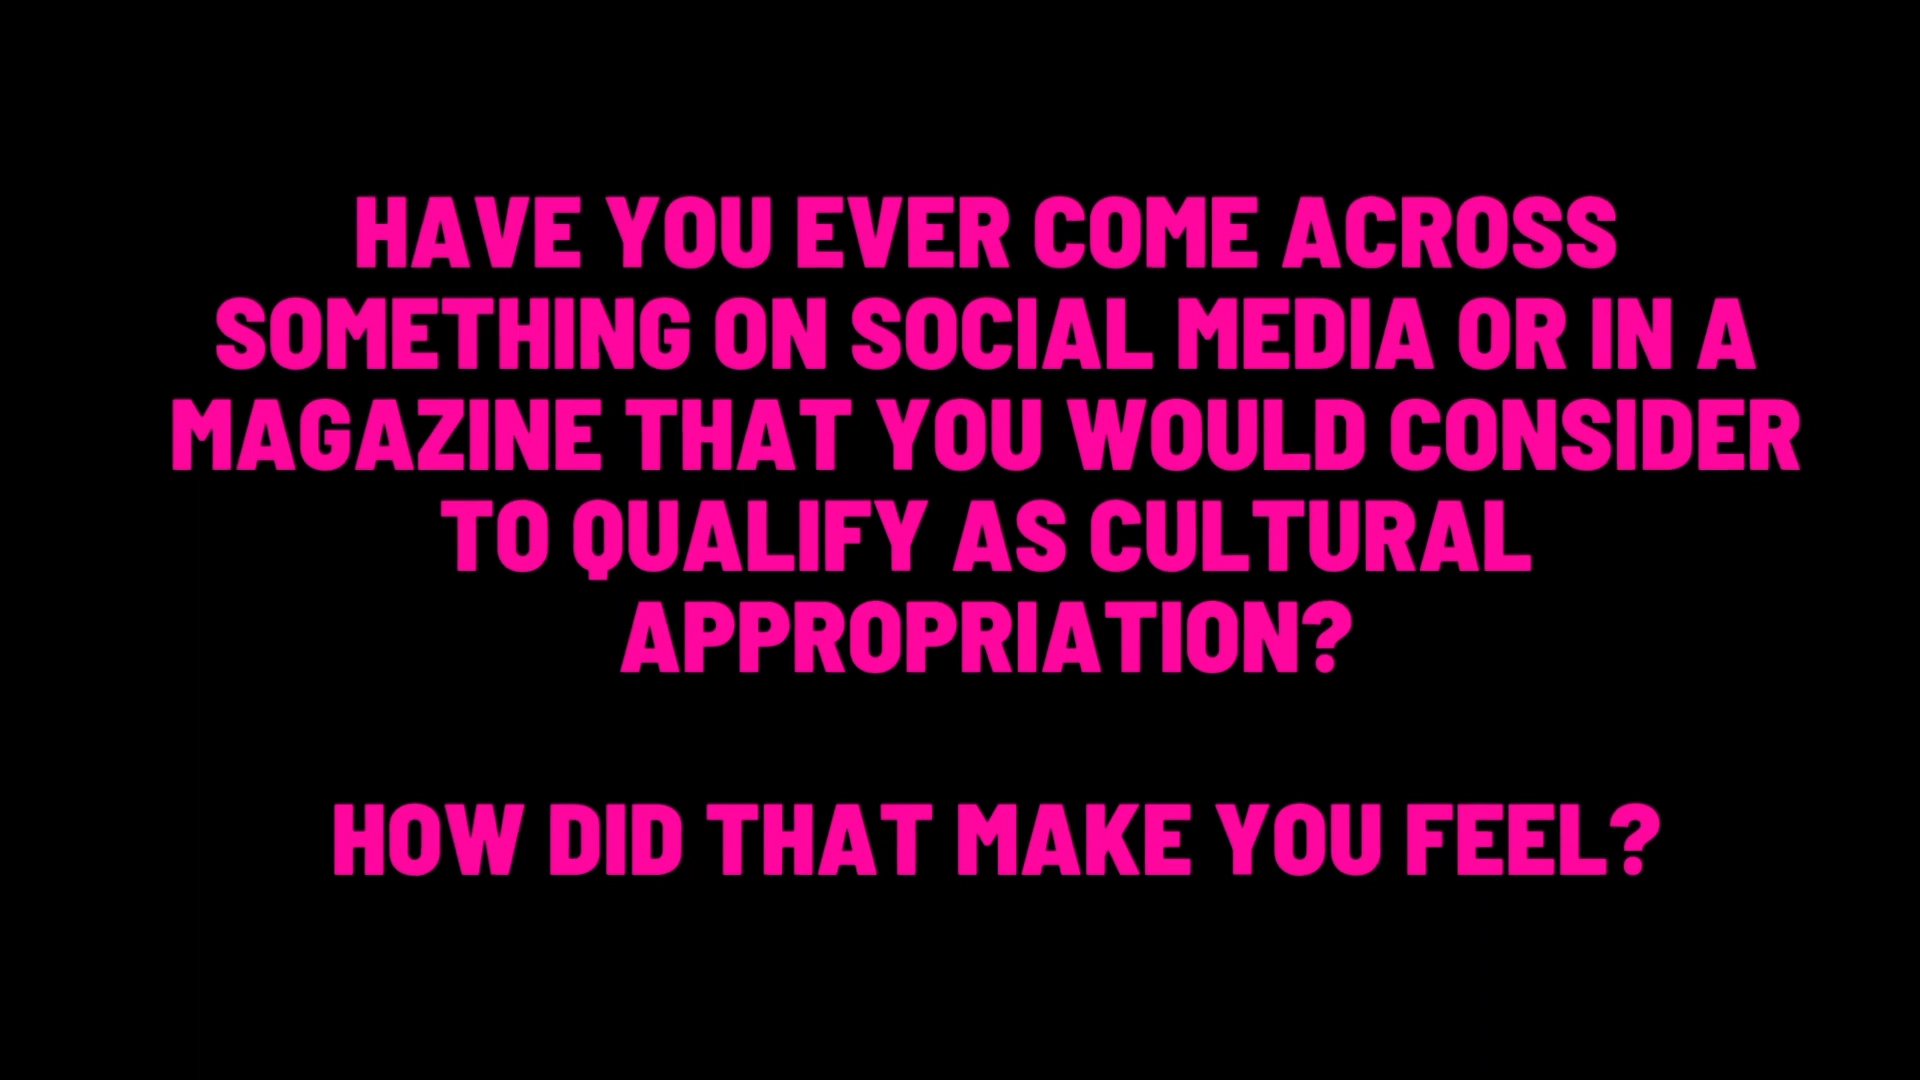 HAVE YOU EVER COME ACROSS
SOMETHING ON SOCIAL MEDIA OR IN A
MAGAZINE THAT YOU WOULD CONSIDER
TO QUALIFY AS CULTURAL
APPROPRIATION?
HOW DID THAT MAKE YOU FEEL?